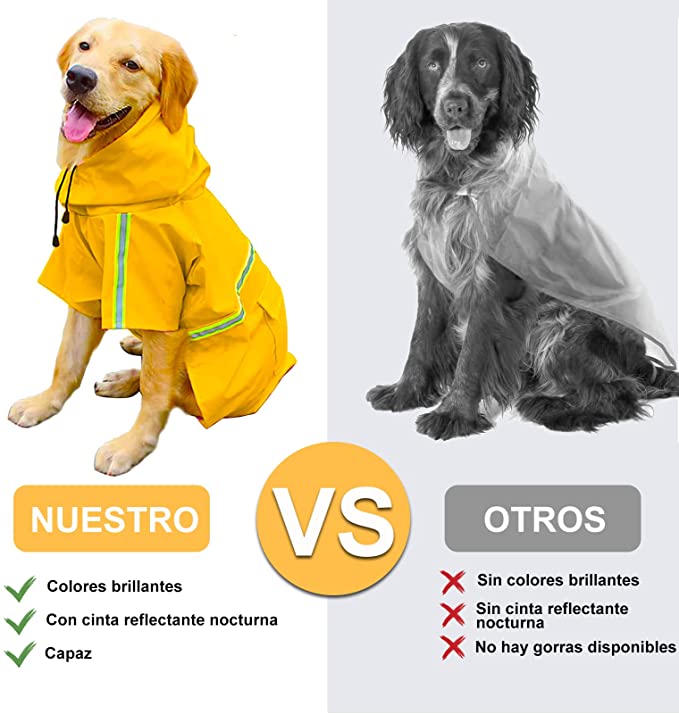 NUESTRO
VS
OTROS
Colores brillantes
Con cinta reflectante nocturna
Capaz
Sin colores brillantes
Sin cinta reflectante
nocturna
No hay gorras disponibles